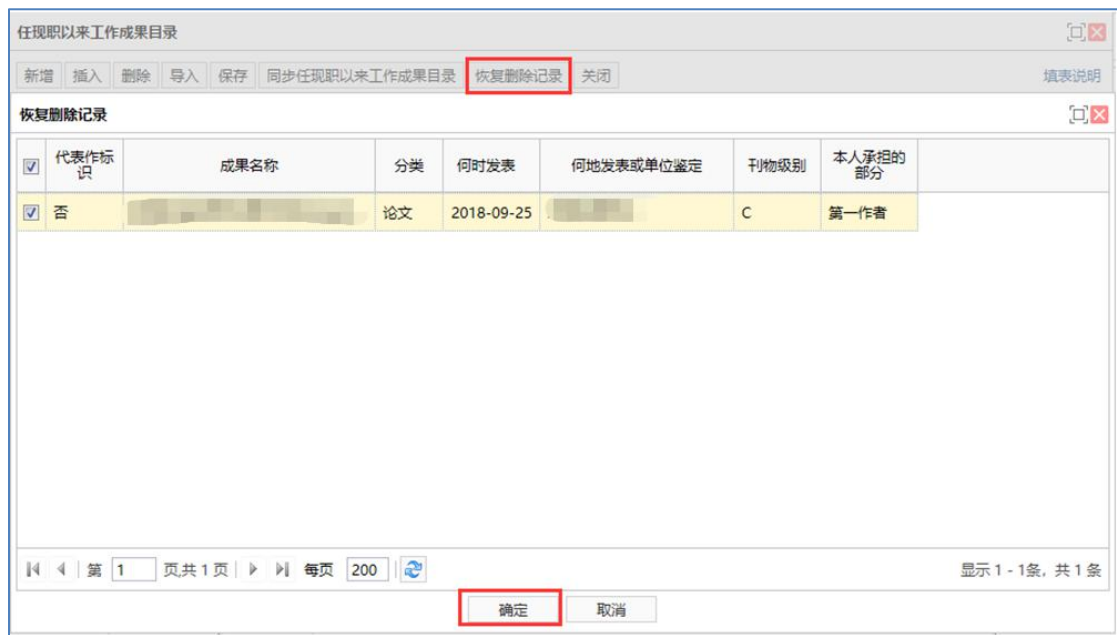 任现职以来工作成果目录
新增 插入 删除 导入 保存 同步任现职以来工作成果目录 恢复删除记录 关闭 填表说明
恢复删除记录
代表作标识 成果名称 分类 何时发表 何地发表或单位鉴定 刊物级别 本人承担的部分
否 论文 2018-09-25 C 第一作者
第 1 页,共 1 页 每页 200 显示 1 - 1条, 共 1 条
确定 取消